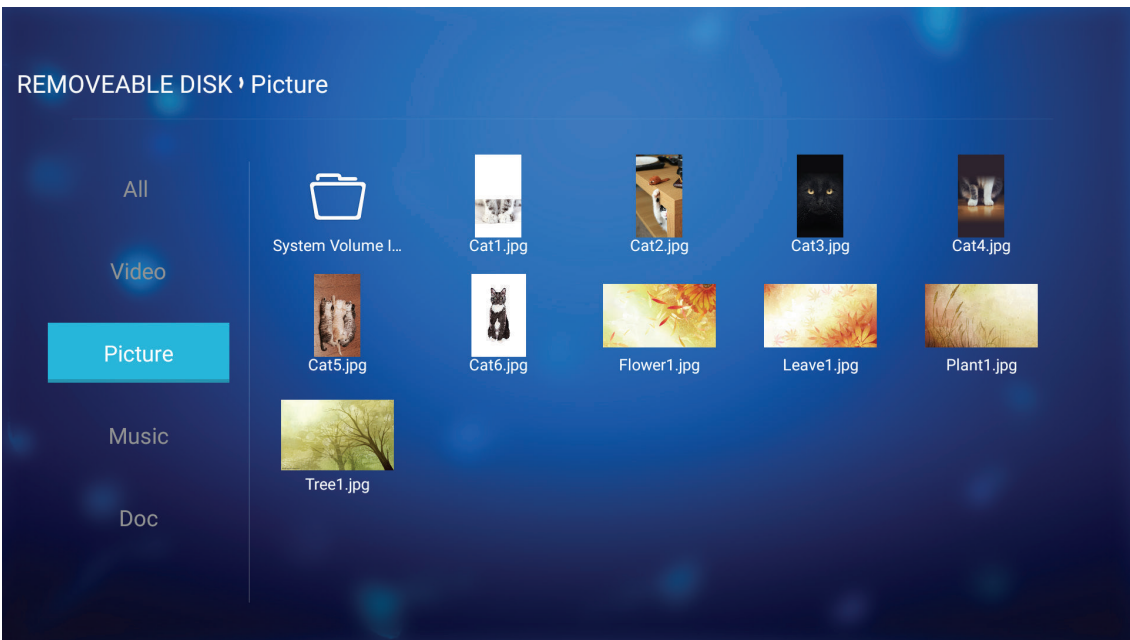 REMOVEABLE DISK › Picture
All
Video
Picture
Music
Doc
System Volume I...
Cat1.jpg
Cat2.jpg
Cat3.jpg
Cat4.jpg
Cat5.jpg
Cat6.jpg
Flower1.jpg
Leave1.jpg
Plant1.jpg
Tree1.jpg